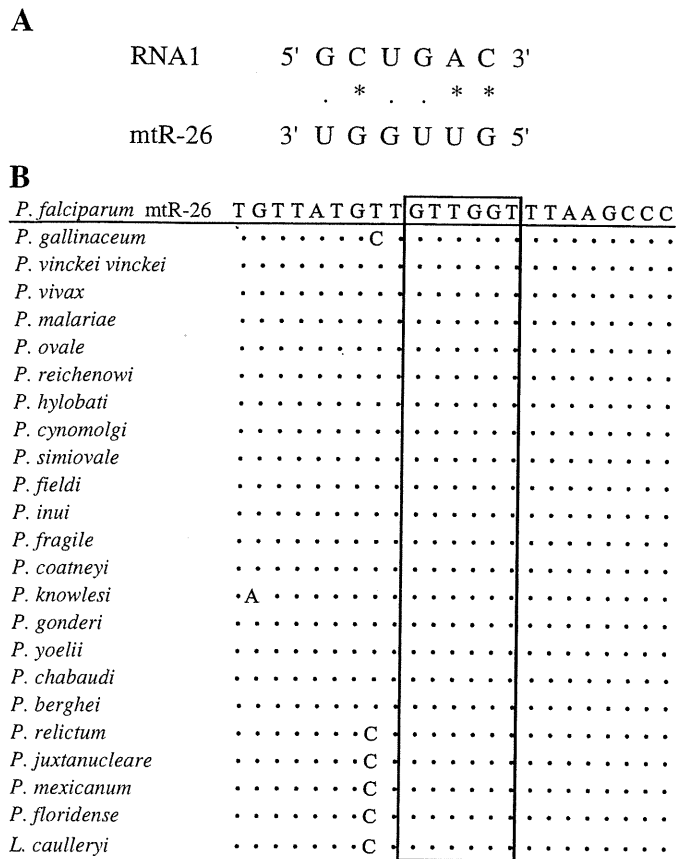 A
RNA1 5' G C U G A C 3'
. * . . * *
mtR-26 3' U G G U U G 5'
B
P. falciparum mtR-26 T G T T A T G T T G T T G G T T T A A G C C C
P. gallinaceum . . . . . . . C . . . . . . . . . . . . . . .
P. vinckei vinckei . . . . . . . . . . . . . . . . . . . . . . .
P. vivax . . . . . . . . . . . . . . . . . . . . . . .
P. malariae . . . . . . . . . . . . . . . . . . . . . . .
P. ovale . . . . . . . . . . . . . . . . . . . . . . .
P. reichenowi . . . . . . . . . . . . . . . . . . . . . . .
P. hylobati . . . . . . . . . . . . . . . . . . . . . . .
P. cynomolgi . . . . . . . . . . . . . . . . . . . . . . .
P. simiovale . . . . . . . . . . . . . . . . . . . . . . .
P. fieldi . . . . . . . . . . . . . . . . . . . . . . .
P. inui . . . . . . . . . . . . . . . . . . . . . . .
P. fragile . . . . . . . . . . . . . . . . . . . . . . .
P. coatneyi . . . . . . . . . . . . . . . . . . . . . . .
P. knowlesi . A . . . . . . . . . . . . . . . . . . . . .
P. gonderi . . . . . . . . . . . . . . . . . . . . . . .
P. yoelii . . . . . . . . . . . . . . . . . . . . . . .
P. chabaudi . . . . . . . . . . . . . . . . . . . . . . .
P. berghei . . . . . . . . . . . . . . . . . . . . . . .
P. relictum . . . . . . . C . . . . . . . . . . . . . . .
P. juxtanucleare . . . . . . . C . . . . . . . . . . . . . . .
P. mexicanum . . . . . . . C . . . . . . . . . . . . . . .
P. floridense . . . . . . . C . . . . . . . . . . . . . . .
L. caulleryi . . . . . . . C . . . . . . . . . . . . . . .